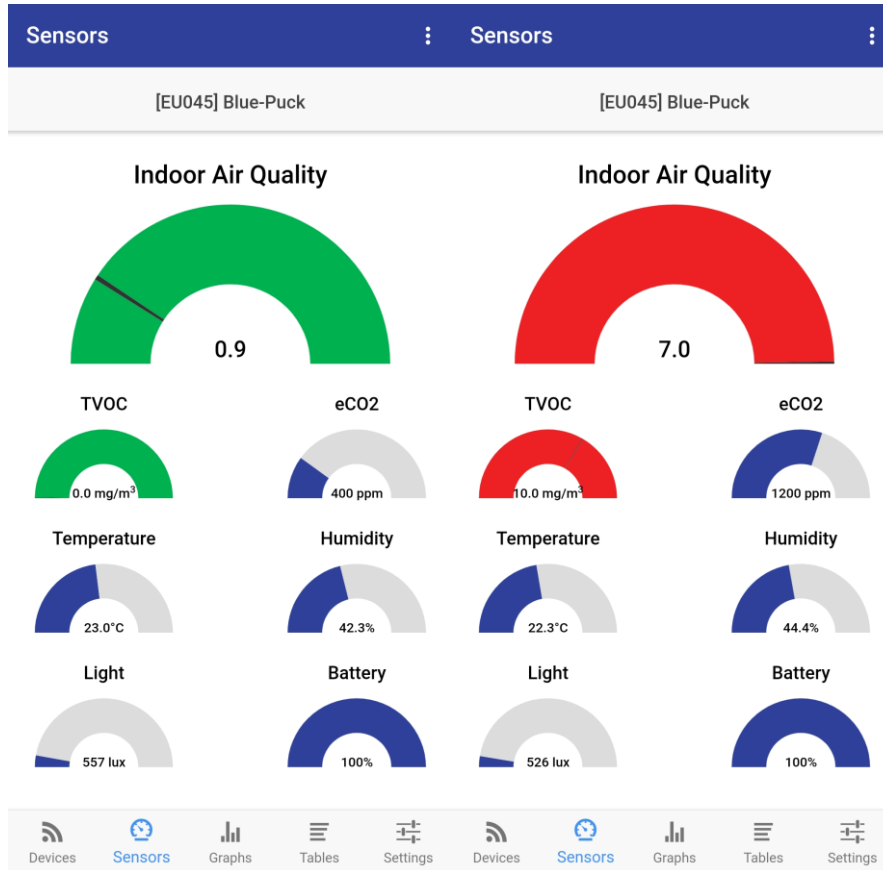 Sensors
[EU045] Blue-Puck
Indoor Air Quality
0.9
TVOC eCO2
0.0 mg/m³ 400 ppm
Temperature Humidity
23.0°C 42.3%
Light Battery
557 lux 100%
Devices Sensors Graphs Tables Settings
Sensors
[EU045] Blue-Puck
Indoor Air Quality
7.0
TVOC eCO2
10.0 mg/m³ 1200 ppm
Temperature Humidity
22.3°C 44.4%
Light Battery
526 lux 100%
Devices Sensors Graphs Tables Settings